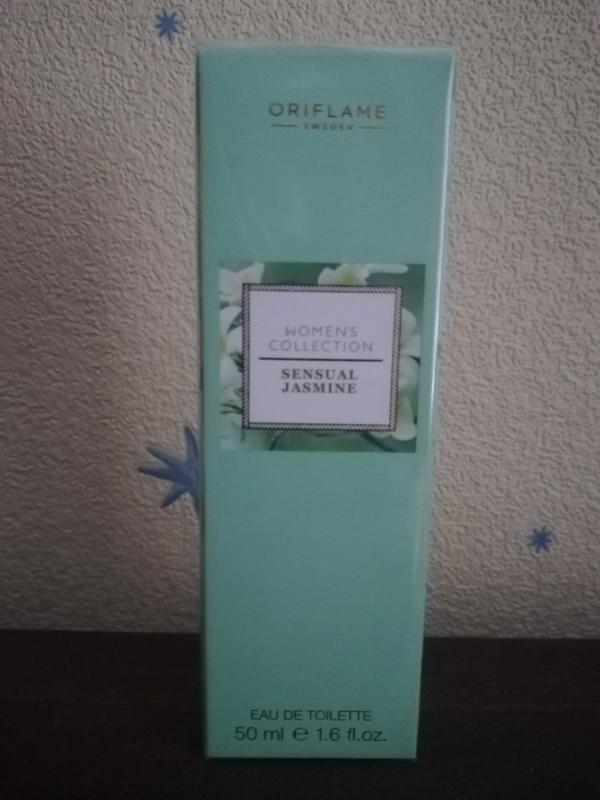 ORIFLAME
SWEDEN
WOMEN'S
COLLECTION
SENSUAL
JASMINE
EAU DE TOILETTE
50 ml ℮ 1.6 fl.oz.